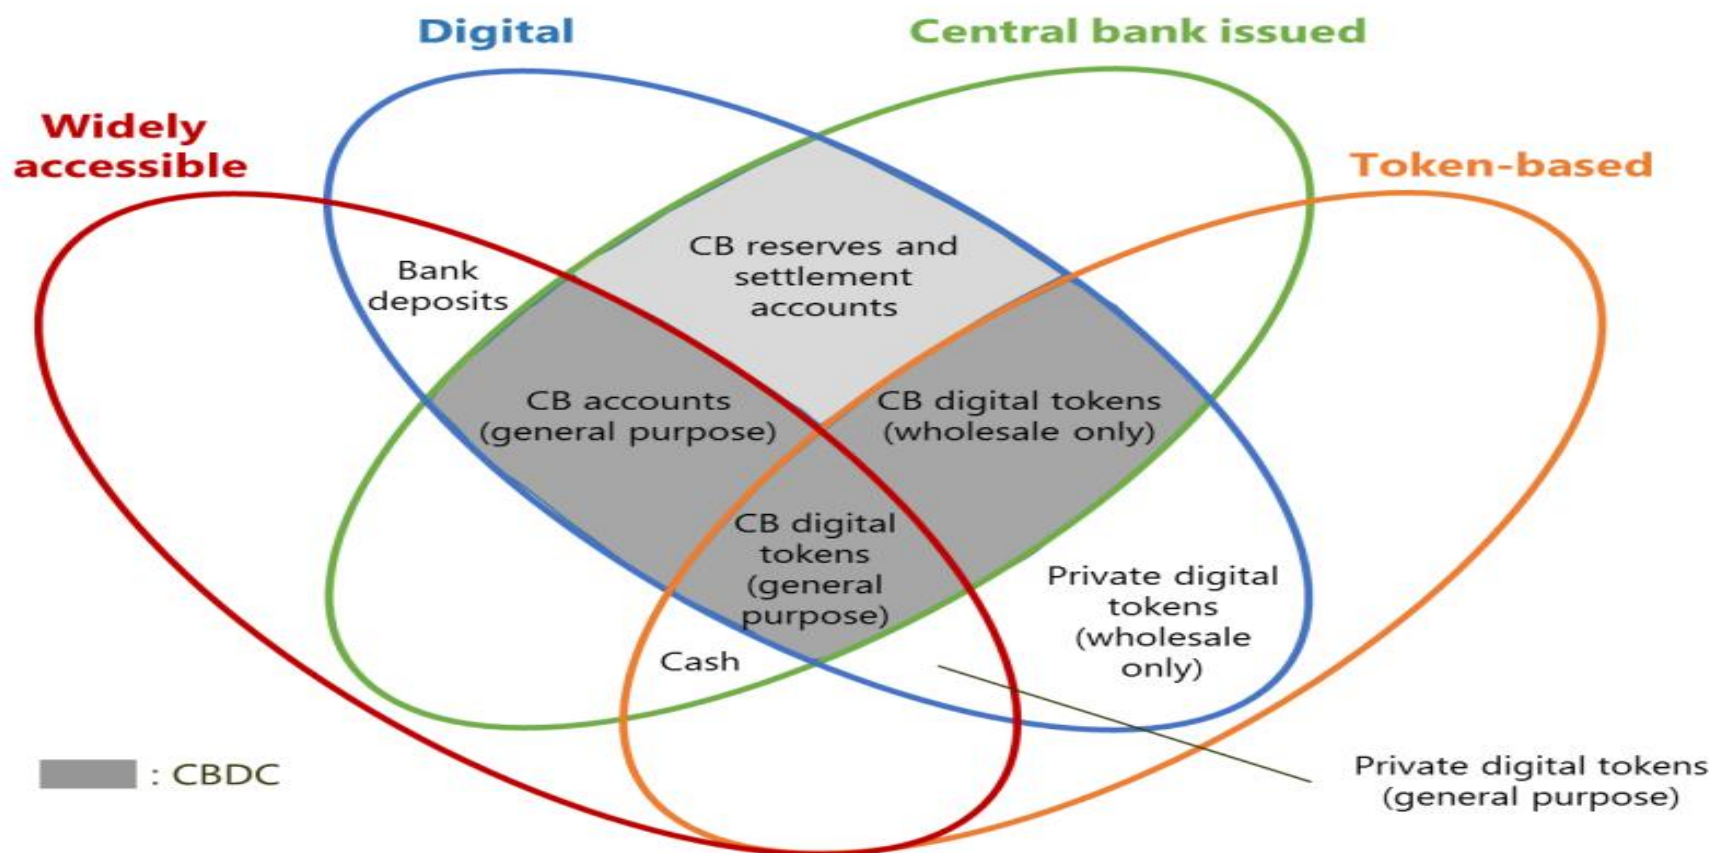 Digital
Central bank issued
Widely
accessible
Token-based
CB reserves and
settlement
accounts
Bank
deposits
CB accounts
(general purpose)
CB digital tokens
(wholesale only)
CB digital
tokens
(general
purpose)
Private digital
tokens
(wholesale
only)
Cash
: CBDC
Private digital tokens
(general purpose)